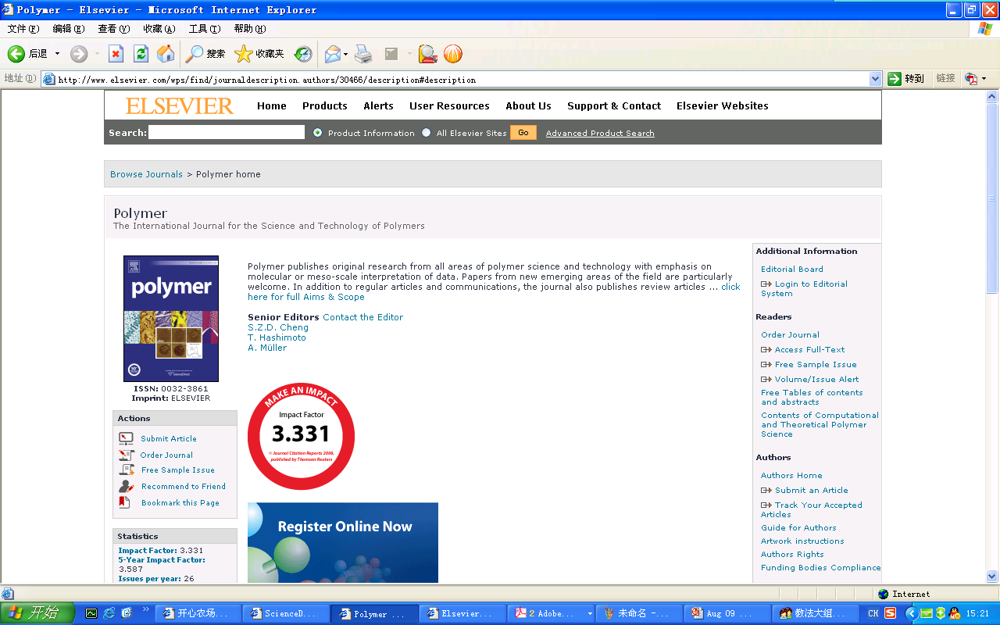 Polymer - Elsevier - Microsoft Internet Explorer
文件(F) 编辑(E) 查看(V) 收藏(A) 工具(T) 帮助(H)
后退 搜索 收藏夹
地址(D) http://www.elsevier.com/wps/find/journaldescription.authors/30466/description#description 转到 链接
ELSEVIER Home Products Alerts User Resources About Us Support & Contact Elsevier Websites
Search: Product Information All Elsevier Sites Go Advanced Product Search
Browse Journals > Polymer home
Polymer
The International Journal for the Science and Technology of Polymers
polymer
ISSN: 0032-3861
Imprint: ELSEVIER
Actions
Submit Article
Order Journal
Free Sample Issue
Recommend to Friend
Bookmark this Page
Statistics
Impact Factor: 3.331
5-Year Impact Factor:
3.587
Issues per year: 26
Polymer publishes original research from all areas of polymer science and technology with emphasis on
molecular or meso-scale interpretation of data. Papers from new emerging areas of the field are particularly
welcome. In addition to regular articles and communications, the journal also publishes review articles ... click
here for full Aims & Scope
Senior Editors Contact the Editor
S.Z.D. Cheng
T. Hashimoto
A. Müller
MAKE AN IMPACT
Impact Factor
3.331
© Journal Citation Reports 2008,
published by Thomson Reuters
Register Online Now
Additional Information
Editorial Board
Login to Editorial
System
Readers
Order Journal
Access Full-Text
Free Sample Issue
Volume/Issue Alert
Free Tables of contents
and abstracts
Contents of Computational
and Theoretical Polymer
Science
Authors
Authors Home
Submit an Article
Track Your Accepted
Articles
Guide for Authors
Artwork instructions
Authors Rights
Funding Bodies Compliance
Internet
开始 开心农场... ScienceD... Polymer ... Elsevier... 2 Adobe... 未命名 -... Aug 09 ... 教法大组... CH 15:21